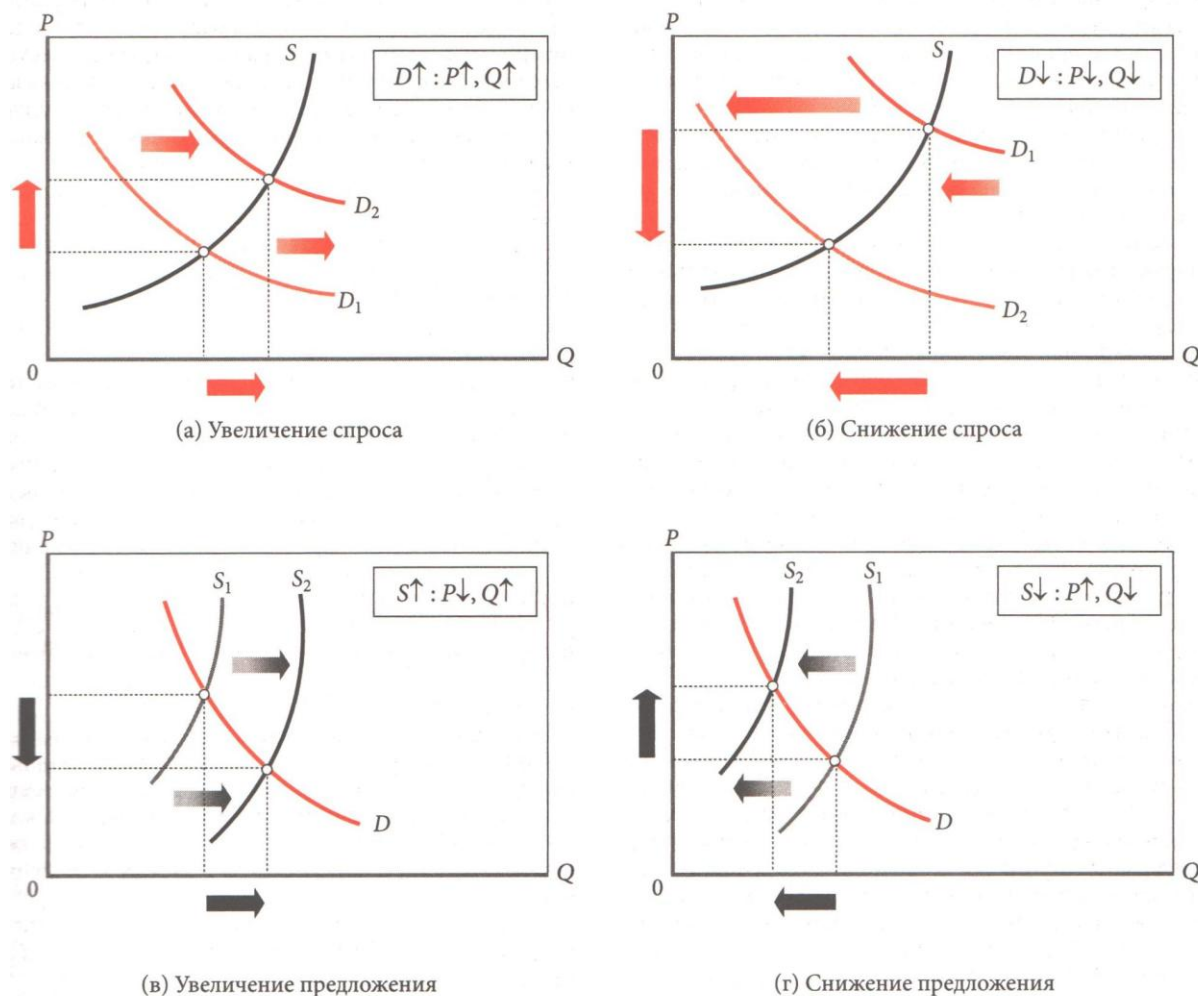 P
S
D↑ : P↑, Q↑
D₂
D₁
0
Q
(а) Увеличение спроса
P
S
D↓ : P↓, Q↓
D₁
D₂
0
Q
(б) Снижение спроса
P
S₁
S₂
S↑ : P↓, Q↑
D
0
Q
(в) Увеличение предложения
P
S₂
S₁
S↓ : P↑, Q↓
D
0
Q
(г) Снижение предложения